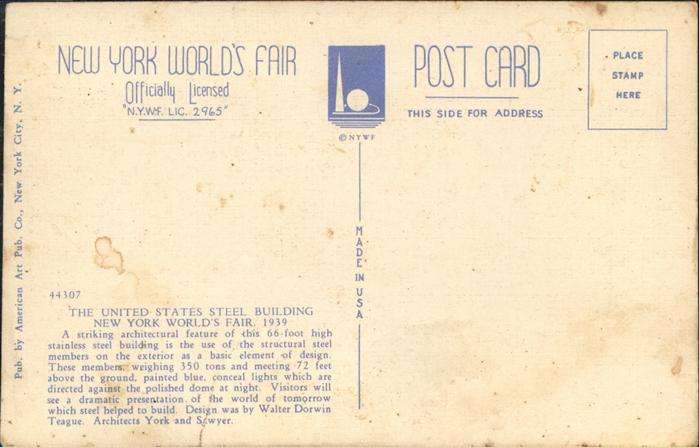 NEW YORK WORLD'S FAIR
Officially Licensed
"N.Y.W.F. LIC. 2965"
© NYWF
POST CARD
THIS SIDE FOR ADDRESS
PLACE
STAMP
HERE
Pub. by American Art Pub. Co., New York City, N. Y.
MADE IN USA
44307
THE UNITED STATES STEEL BUILDING
NEW YORK WORLD'S FAIR, 1939
A striking architectural feature of this 66-foot high
stainless steel building is the use of the structural steel
members on the exterior as a basic element of design.
These members, weighing 350 tons and meeting 72 feet
above the ground, painted blue, conceal lights which are
directed against the polished dome at night. Visitors will
see a dramatic presentation of the world of tomorrow
which steel helped to build. Design was by Walter Dorwin
Teague. Architects York and Sawyer.